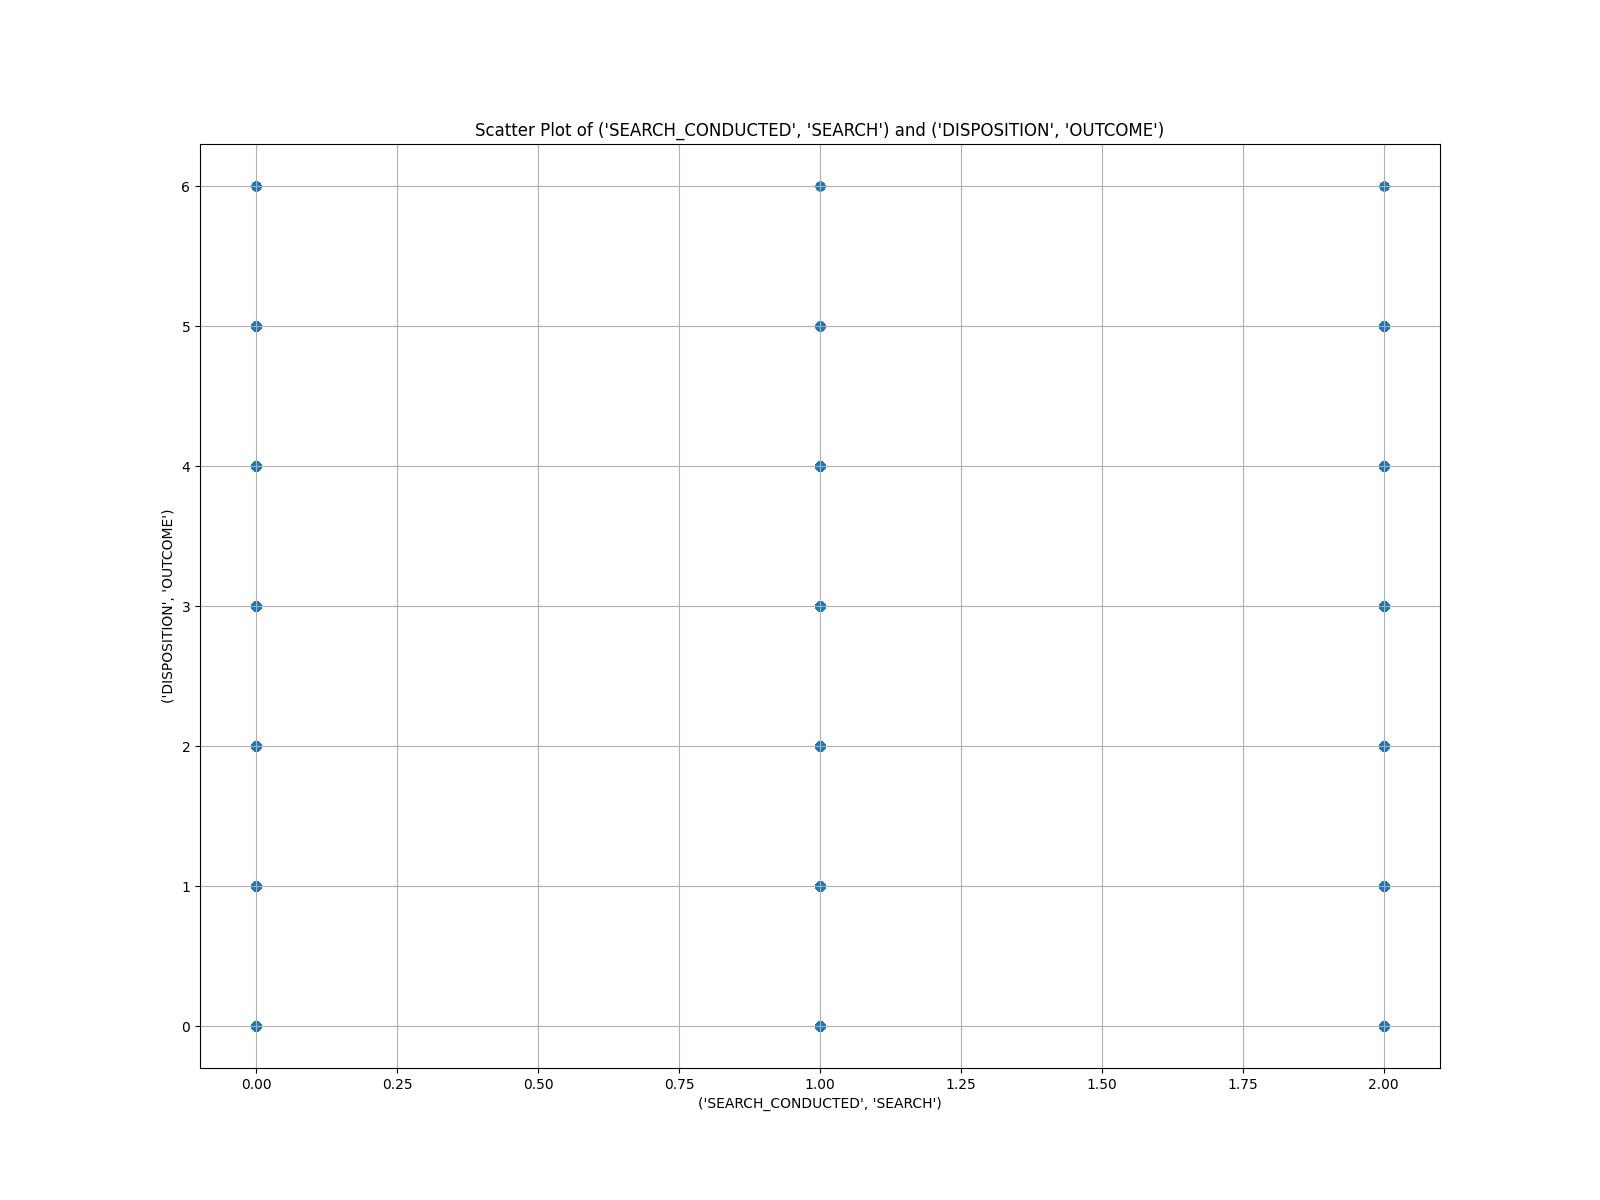 Scatter Plot of ('SEARCH_CONDUCTED', 'SEARCH') and ('DISPOSITION', 'OUTCOME')
('DISPOSITION', 'OUTCOME')
6
5
4
3
2
1
0
0.00 0.25 0.50 0.75 1.00 1.25 1.50 1.75 2.00
('SEARCH_CONDUCTED', 'SEARCH')